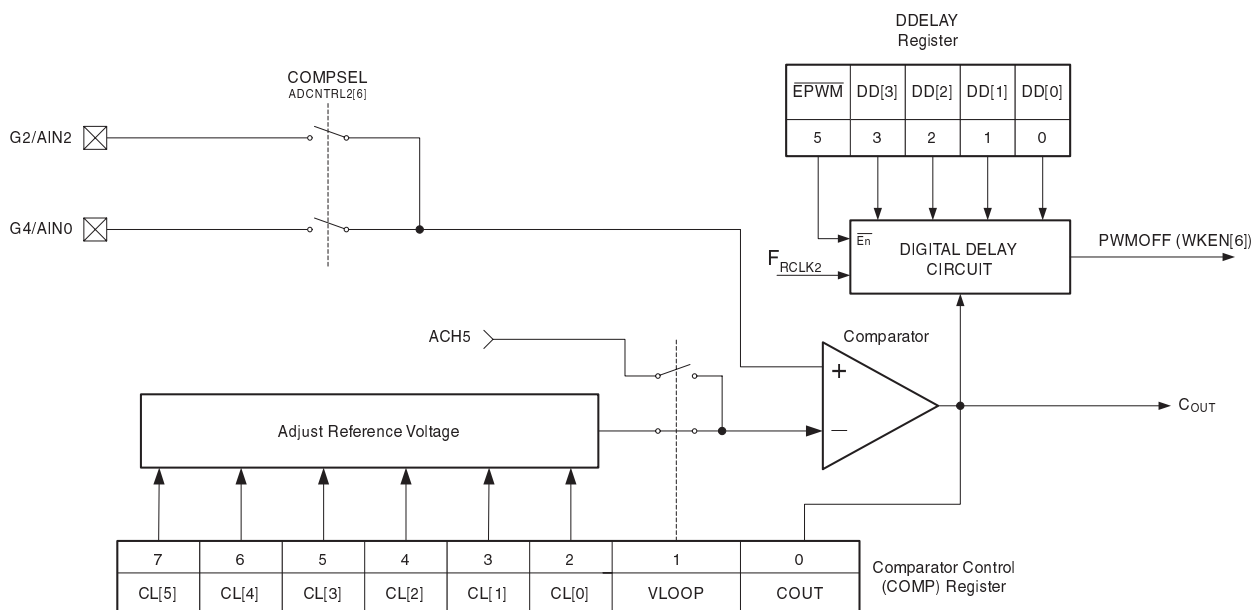 DDELAY
Register
COMPSEL
ADCNTRL2[6]
EPWM DD[3] DD[2] DD[1] DD[0]
5 3 2 1 0
G2/AIN2
G4/AIN0
En
DIGITAL DELAY
CIRCUIT
PWMOFF (WKEN[6])
FRCLK2
ACH5
Comparator
+
−
COUT
Adjust Reference Voltage
7 6 5 4 3 2 1 0
CL[5] CL[4] CL[3] CL[2] CL[1] CL[0] VLOOP COUT
Comparator Control
(COMP) Register